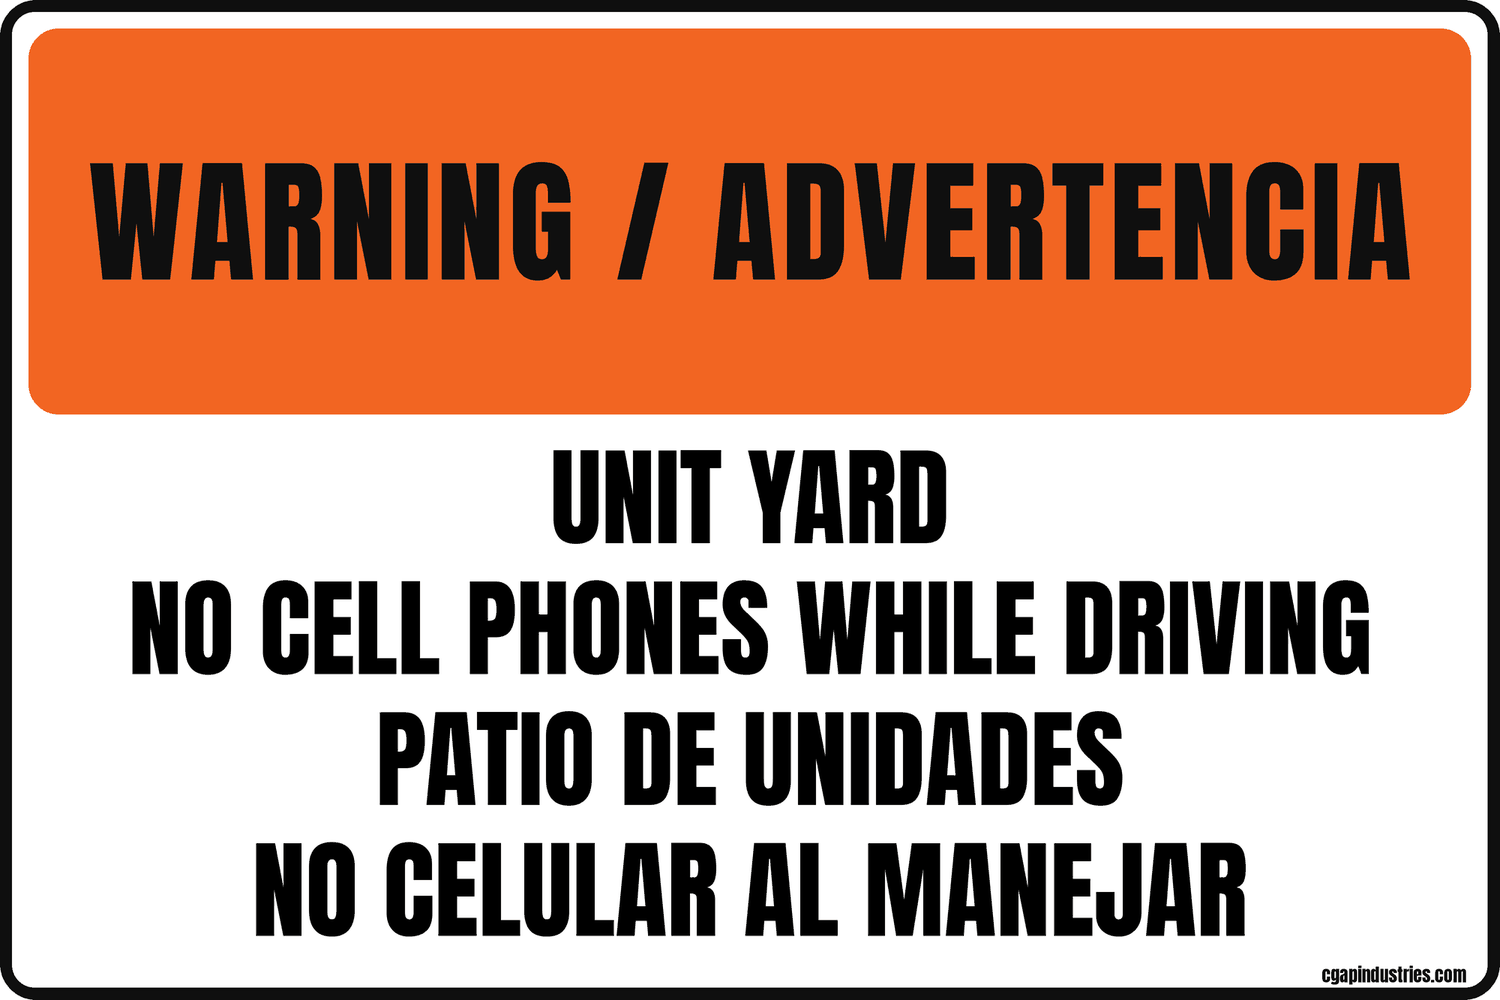 WARNING / ADVERTENCIA
UNIT YARD
NO CELL PHONES WHILE DRIVING
PATIO DE UNIDADES
NO CELULAR AL MANEJAR
cgapindustries.com